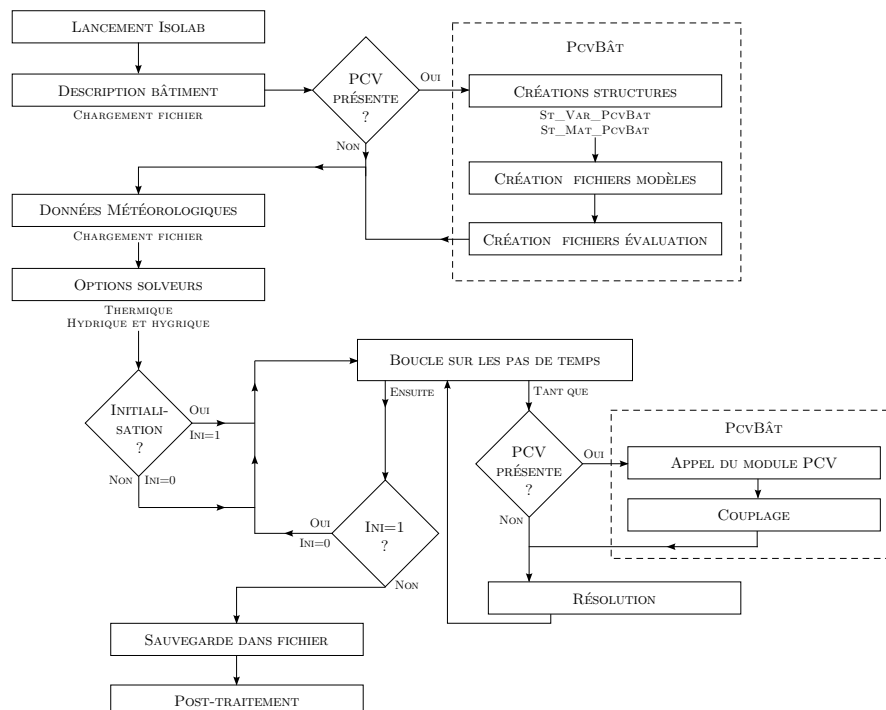 Lancement Isolab
Description bâtiment
Chargement fichier
PCV
présente
?
Oui
Non
PcvBât
Créations structures
St_Var_PcvBat
St_Mat_PcvBat
Création fichiers modèles
Création fichiers évaluation
Données Météorologiques
Chargement fichier
Options solveurs
Thermique
Hydrique et hygrique
Initiali-
sation
?
Oui
Ini=1
Non
Ini=0
Boucle sur les pas de temps
Ensuite
Tant que
Ini=1
?
Oui
Ini=0
Non
PCV
présente
?
Oui
Non
PcvBât
Appel du module PCV
Couplage
Résolution
Sauvegarde dans fichier
Post-traitement